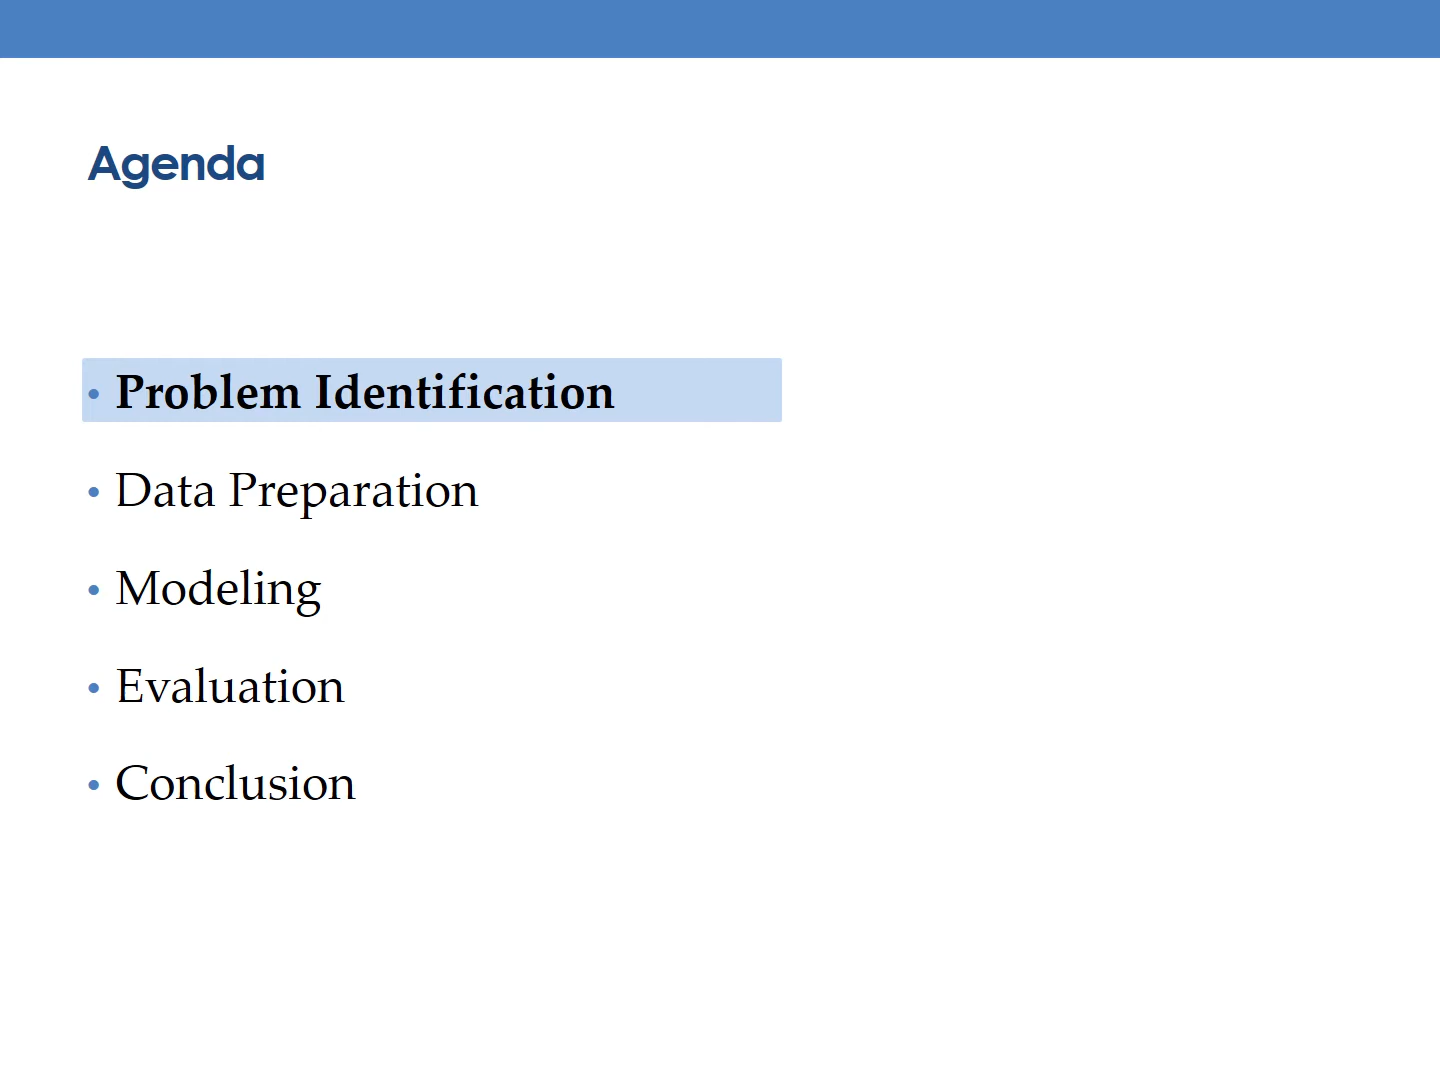 Agenda
• Problem Identification
• Data Preparation
• Modeling
• Evaluation
• Conclusion